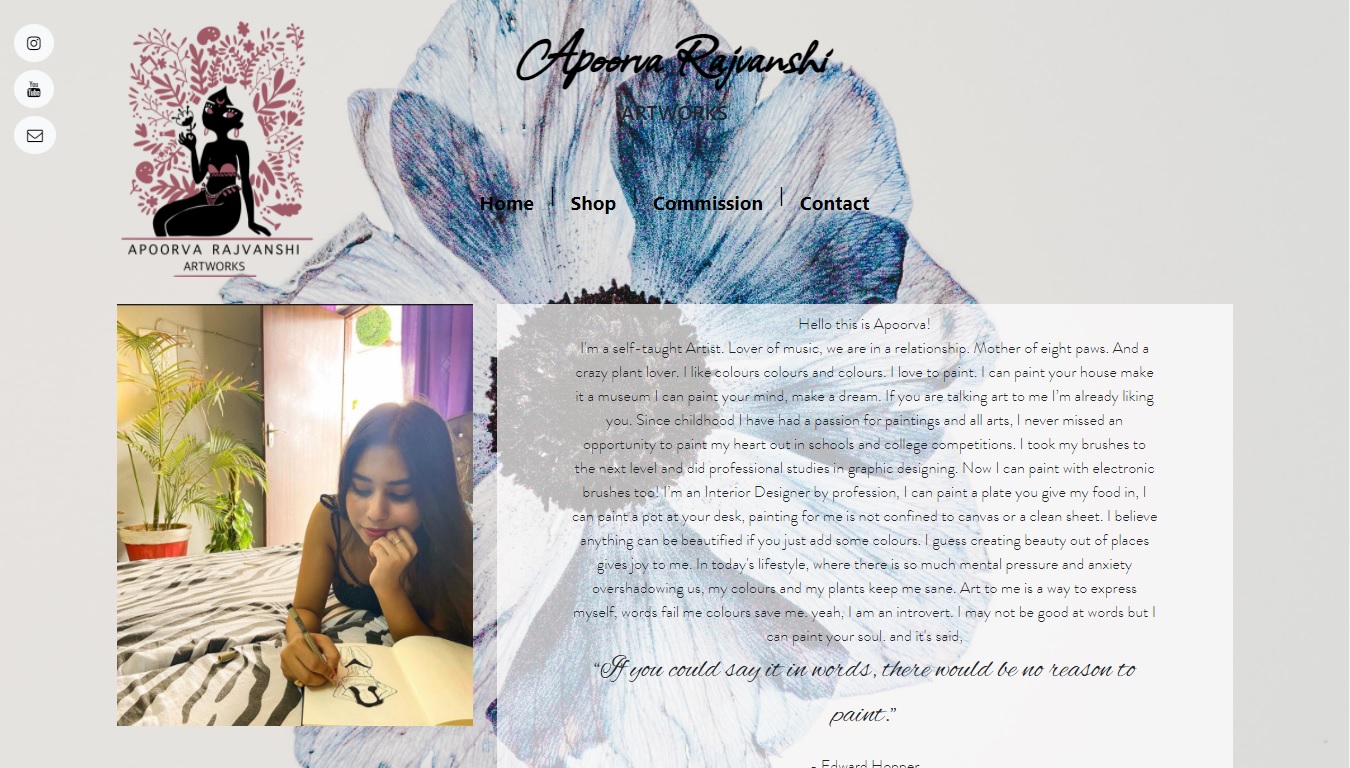 You
Tube
APOORVA RAJVANSHI
ARTWORKS
Apoorva Rajvanshi
ARTWORKS
Home | Shop | Commission | Contact
Hello this is Apoorva!
I'm a self-taught Artist. Lover of music, we are in a relationship. Mother of eight paws. And a
crazy plant lover. I like colours colours and colours. I love to paint. I can paint your house make
it a museum I can paint your mind, make a dream. If you are talking art to me I'm already liking
you. Since childhood I have had a passion for paintings and all arts, I never missed an
opportunity to paint my heart out in schools and college competitions. I took my brushes to
the next level and did professional studies in graphic designing. Now I can paint with electronic
brushes too! I'm an Interior Designer by profession, I can paint a plate you give my food in, I
can paint a pot at your desk, painting for me is not confined to canvas or a clean sheet. I believe
anything can be beautified if you just add some colours. I guess creating beauty out of places
gives joy to me. In today's lifestyle, where there is so much mental pressure and anxiety
overshadowing us, my colours and my plants keep me sane. Art to me is a way to express
myself, words fail me colours save me. yeah, I am an introvert. I may not be good at words but I
can paint your soul. and it's said,
“If you could say it in words, there would be no reason to
paint.”
- Edward Hopper